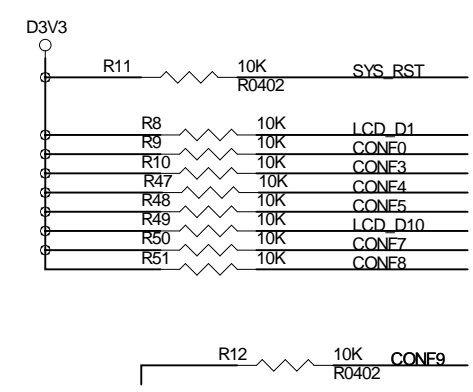 D3V3
R11 10K SYS_RST
R0402
R8 10K LCD_D1
R9 10K CONF0
R10 10K CONF3
R47 10K CONF4
R48 10K CONF5
R49 10K LCD_D10
R50 10K CONF7
R51 10K CONF8
R12 10K CONF9
R0402